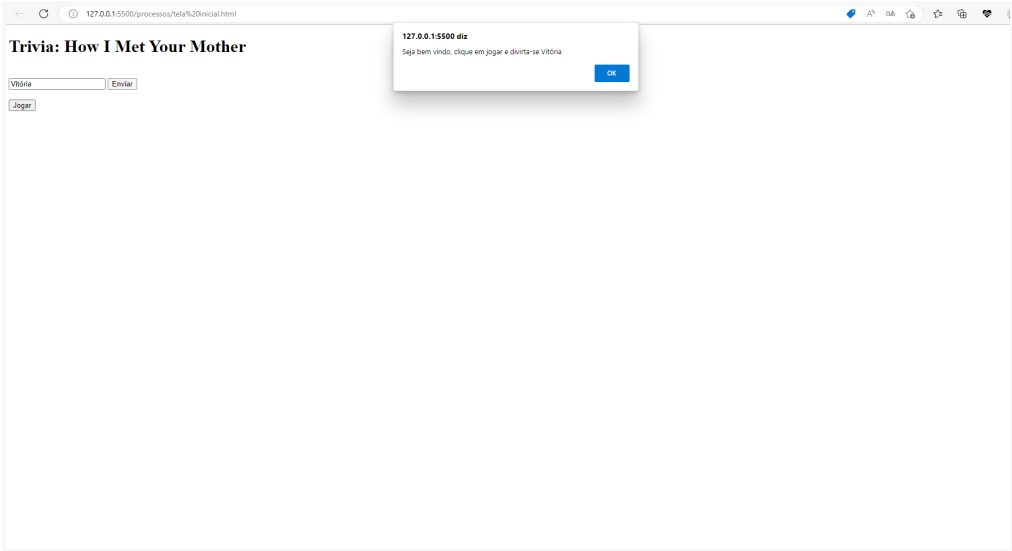 127.0.0.1:5500/processos/tela%20inicial.html
Trivia: How I Met Your Mother
127.0.0.1:5500 diz
Seja bem vindo, clique em jogar e divirta-se Vitória
OK
Vitória Enviar
Jogar